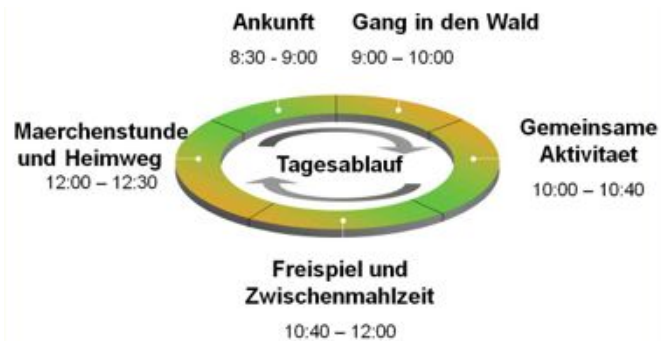 Ankunft
8:30 - 9:00
Gang in den Wald
9:00 – 10:00
Gemeinsame
Aktivitaet
10:00 – 10:40
Freispiel und
Zwischenmahlzeit
10:40 – 12:00
Maerchenstunde
und Heimweg
12:00 – 12:30
Tagesablauf